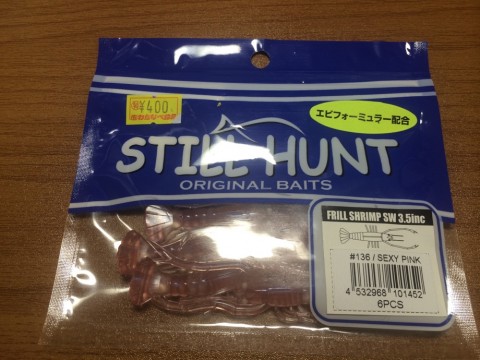 ¥400
エビフォーミュラー配合
STILL HUNT
ORIGINAL BAITS
FRILL SHRIMP SW 3.5inc
#136 / SEXY PINK
4 532968 101452
6PCS